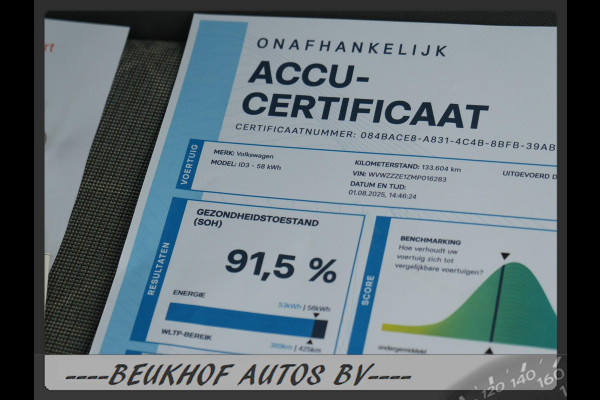 ONAFHANKELIJK
ACCU-
CERTIFICAAT
CERTIFICAATNUMMER: 084BACE8-A831-4C4B-8BFB-39AB
VOERTUIG
MERK: Volkswagen
MODEL: ID3 - 58 kWh
KILOMETERSTAND: 133.604 km
VIN: WVWZZZE1ZMP016283
DATUM EN TIJD:
01.08.2025, 14:46:24
UITGEVOERD D
RESULTATEN
GEZONDHEIDSTOESTAND
(SOH)
91,5 %
ENERGIE
53kWh | 58kWh
WLTP-BEREIK
389km | 425km
SCORE
BENCHMARKING
Hoe verhoudt uw
voertuig zich tot
vergelijkbare voertuigen?
ondergemiddeld
----BEUKHOF AUTOS BV----
120 140 160